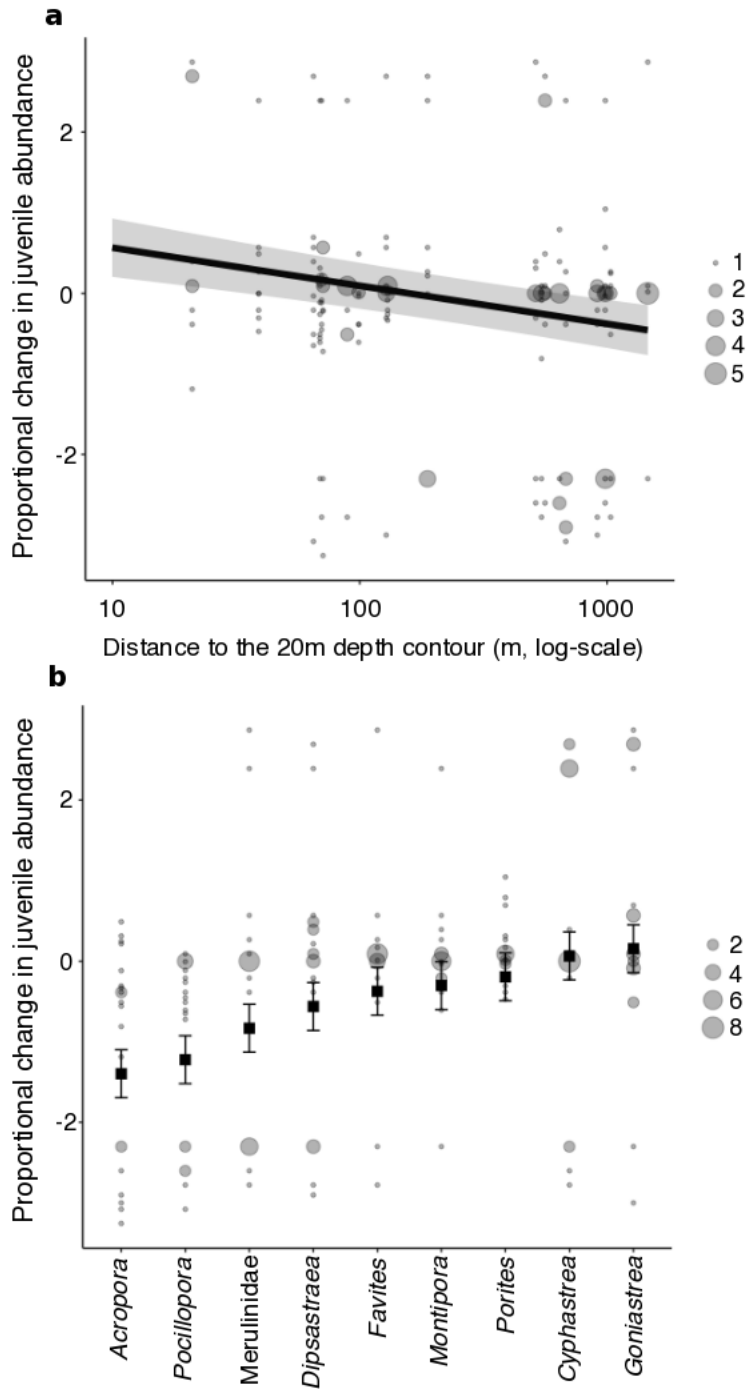 a
Proportional change in juvenile abundance
2
0
-2
10
100
1000
Distance to the 20m depth contour (m, log-scale)
1
2
3
4
5
b
Proportional change in juvenile abundance
2
0
-2
Acropora
Pocillopora
Merulinidae
Dipsastraea
Favites
Montipora
Porites
Cyphastrea
Goniastrea
2
4
6
8